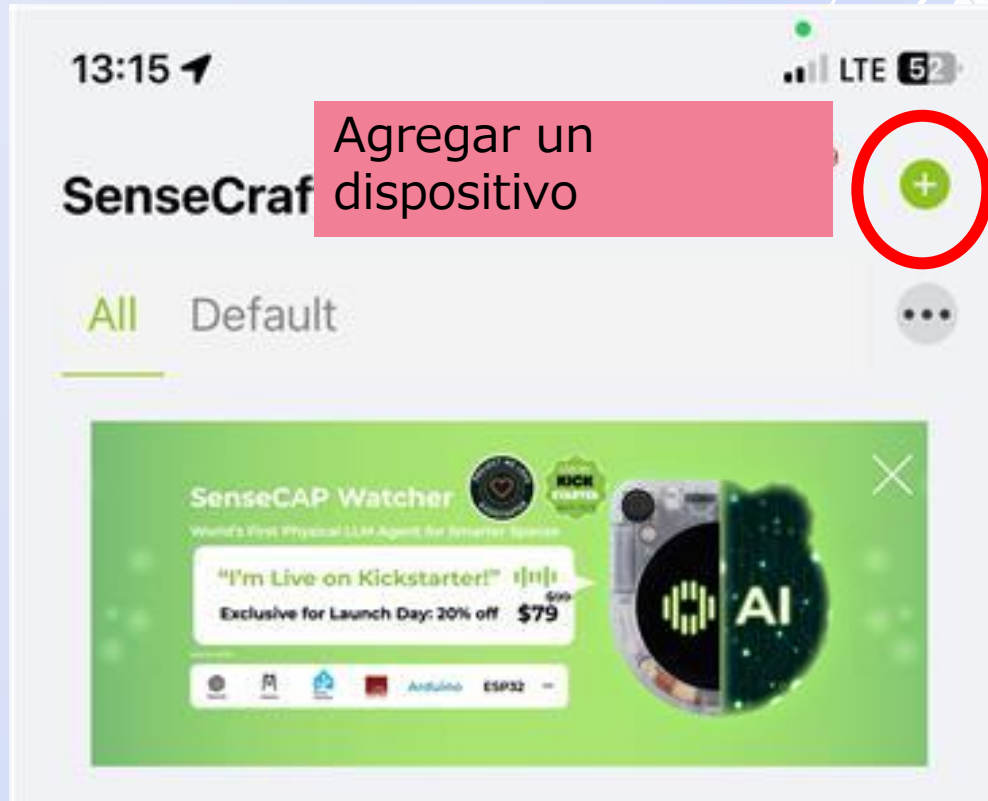 13:15
LTE 52
Agregar un
dispositivo
SenseCraf
All Default
SenseCAP Watcher
KICK
STARTER
World's First Physical LLM Agent for Smarter Spaces
"I'm Live on Kickstarter!"
$99
Exclusive for Launch Day: 20% off $79
AI
Arduino ESP32